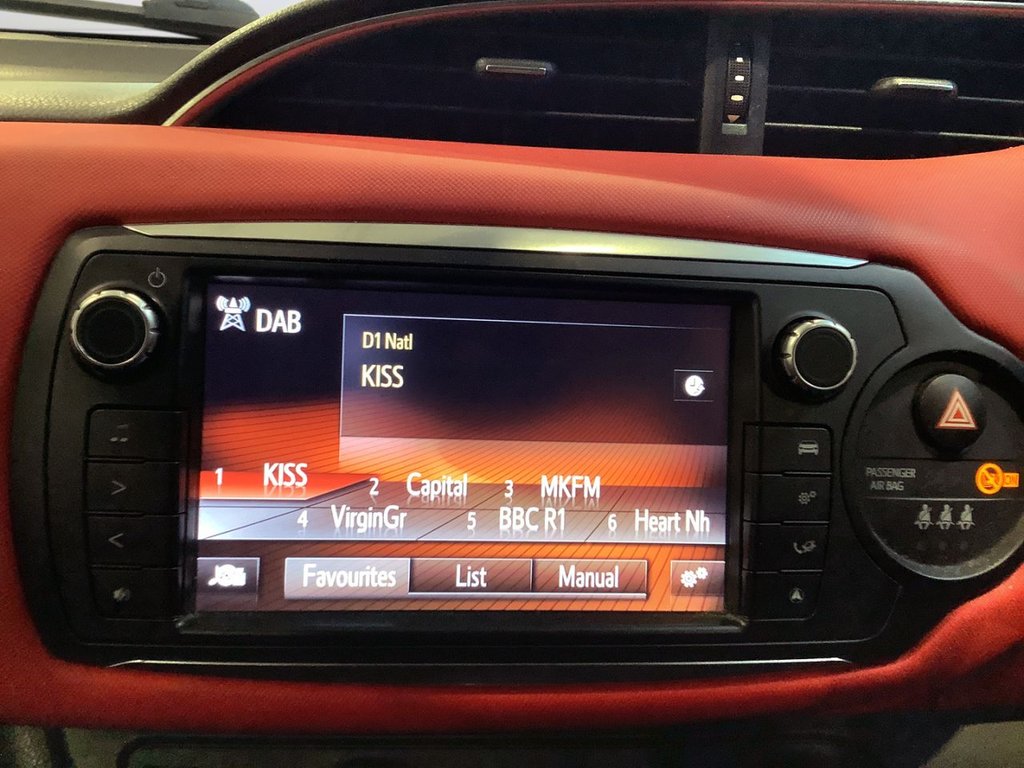 DAB
D1 Natl
KISS
1 KISS 2 Capital 3 MKFM
4 VirginGr 5 BBC R1 6 Heart Nh
Favourites List Manual
PASSENGER
AIR BAG
ON